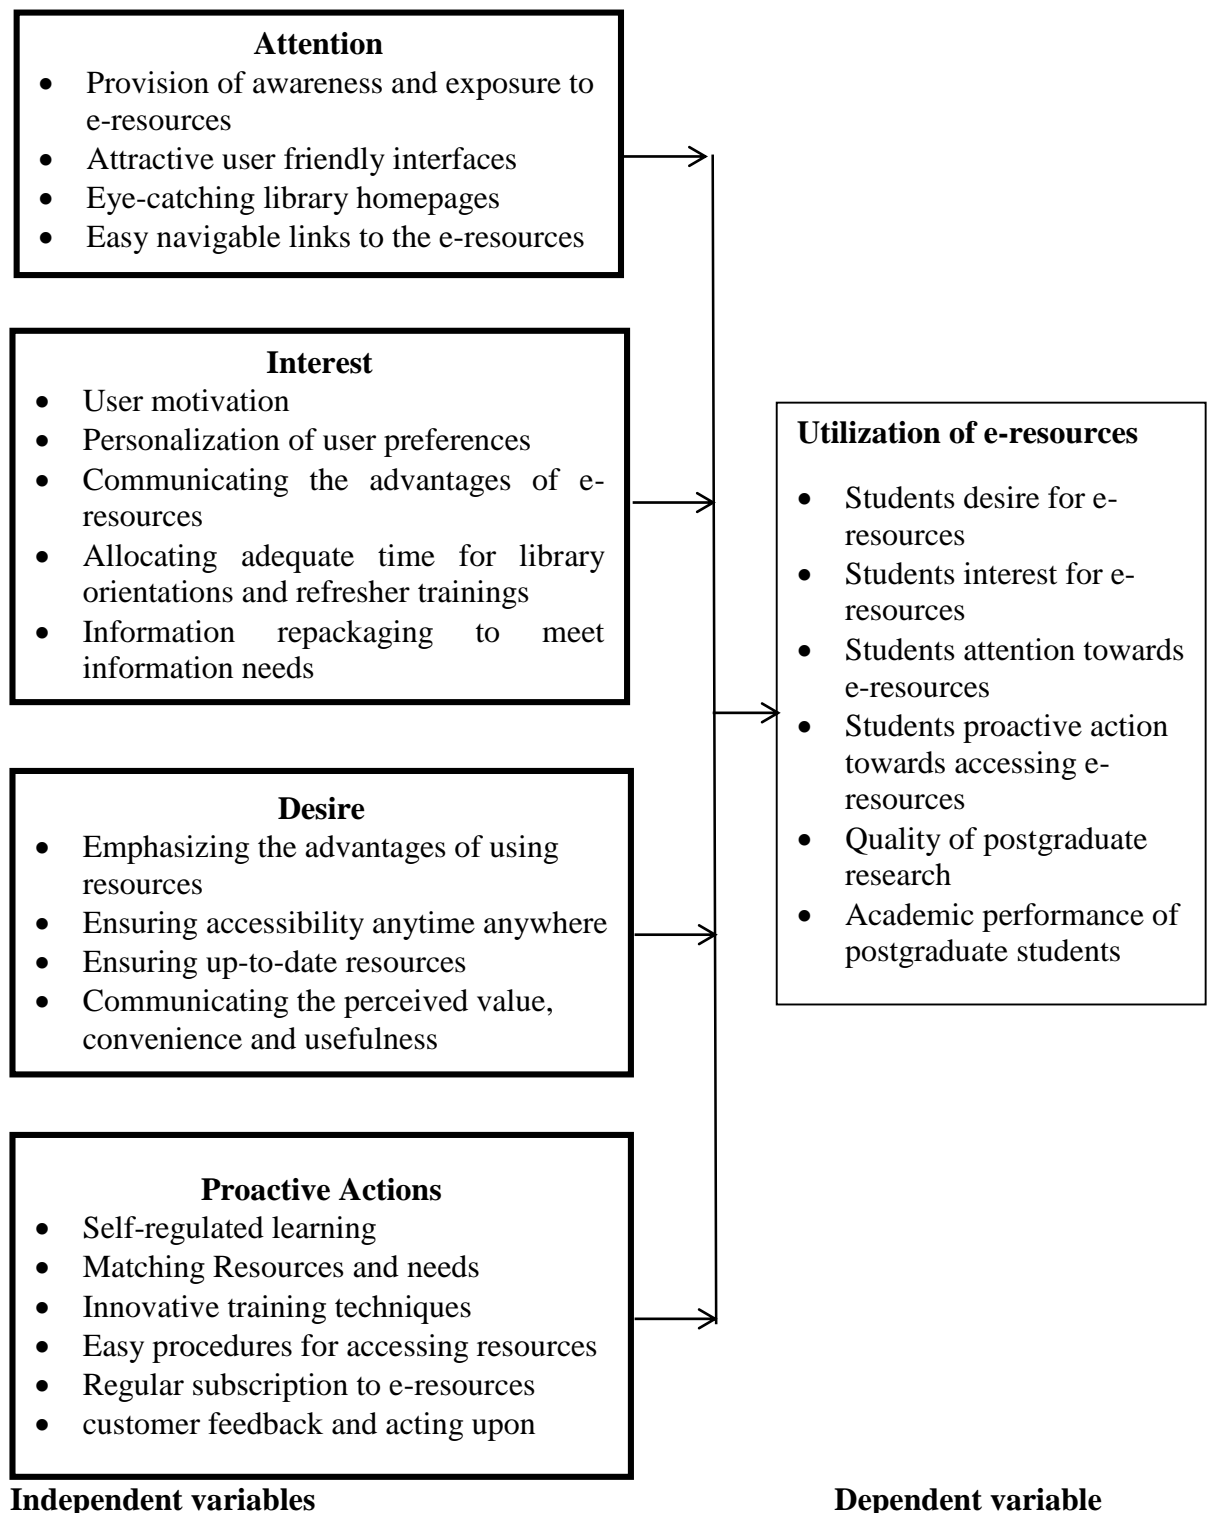 Attention
• Provision of awareness and exposure to
e-resources
• Attractive user friendly interfaces
• Eye-catching library homepages
• Easy navigable links to the e-resources
Interest
• User motivation
• Personalization of user preferences
• Communicating the advantages of e-
resources
• Allocating adequate time for library
orientations and refresher trainings
• Information repackaging to meet
information needs
Desire
• Emphasizing the advantages of using
resources
• Ensuring accessibility anytime anywhere
• Ensuring up-to-date resources
• Communicating the perceived value,
convenience and usefulness
Proactive Actions
• Self-regulated learning
• Matching Resources and needs
• Innovative training techniques
• Easy procedures for accessing resources
• Regular subscription to e-resources
• customer feedback and acting upon
Independent variables
Utilization of e-resources
• Students desire for e-
resources
• Students interest for e-
resources
• Students attention towards
e-resources
• Students proactive action
towards accessing e-
resources
• Quality of postgraduate
research
• Academic performance of
postgraduate students
Dependent variable